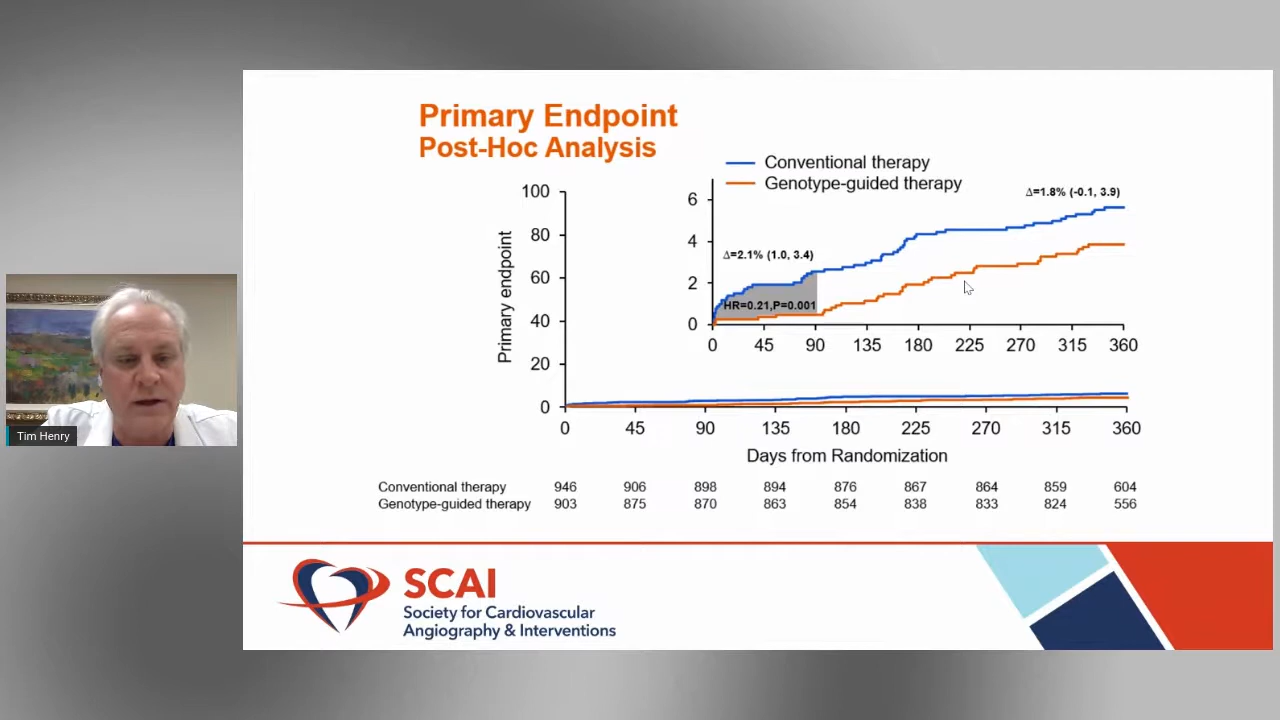 Primary Endpoint
Post-Hoc Analysis
Conventional therapy
Genotype-guided therapy
Δ=1.8% (-0.1, 3.9)
Δ=2.1% (1.0, 3.4)
HR=0.21,P=0.001
6
4
2
0
0 45 90 135 180 225 270 315 360
Primary endpoint
100
80
60
40
20
0
0 45 90 135 180 225 270 315 360
Days from Randomization
Conventional therapy 946 906 898 894 876 867 864 859 604
Genotype-guided therapy 903 875 870 863 854 838 833 824 556
Tim Henry
SCAI
Society for Cardiovascular
Angiography & Interventions